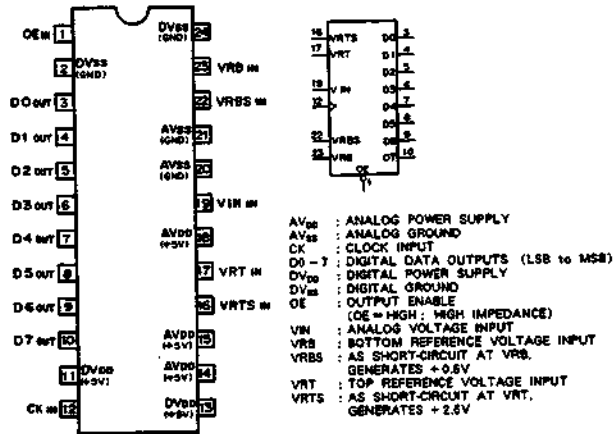 OE IN 1
DVSS (GND) 24
2 DVSS (GND)
23 VRB IN
D0 OUT 3
22 VRBS IN
D1 OUT 4
AVSS (GND) 21
D2 OUT 5
AVSS (GND) 20
D3 OUT 6
19 VIN IN
D4 OUT 7
AVDD (+5V) 18
D5 OUT 8
17 VRT IN
D6 OUT 9
16 VRTS IN
D7 OUT 10
AVDD (+5V) 15
11 DVDD (+5V)
AVDD (+5V) 14
CK IN 12
DVDD (+5V) 13
16 VRTS D0 3
17 VRT D1 4
D2 5
19 VIN D3 6
12 D4 7
D5 8
22 VRBS D6 9
23 VRB D7 10
OE
1
AVDD : ANALOG POWER SUPPLY
AVSS : ANALOG GROUND
CK : CLOCK INPUT
D0 - 7 : DIGITAL DATA OUTPUTS (LSB to MSB)
DVDD : DIGITAL POWER SUPPLY
DVSS : DIGITAL GROUND
OE : OUTPUT ENABLE
(OE = HIGH : HIGH IMPEDANCE)
VIN : ANALOG VOLTAGE INPUT
VRB : BOTTOM REFERENCE VOLTAGE INPUT
VRBS : AS SHORT-CIRCUIT AT VRB,
GENERATES + 0.6V
VRT : TOP REFERENCE VOLTAGE INPUT
VRTS : AS SHORT-CIRCUIT AT VRT,
GENERATES + 2.6V